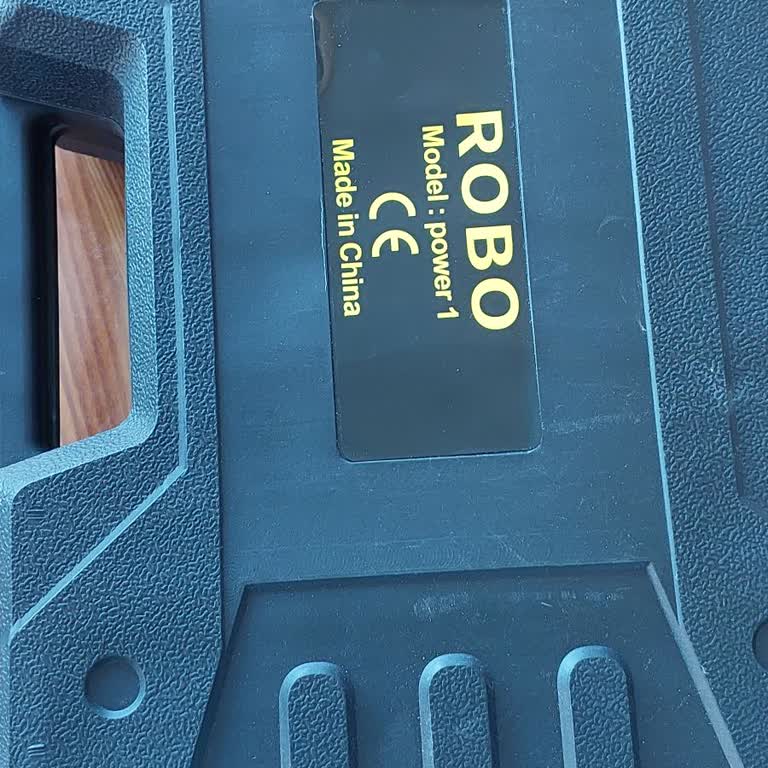 ROBO
Model : power 1
CE
Made in China